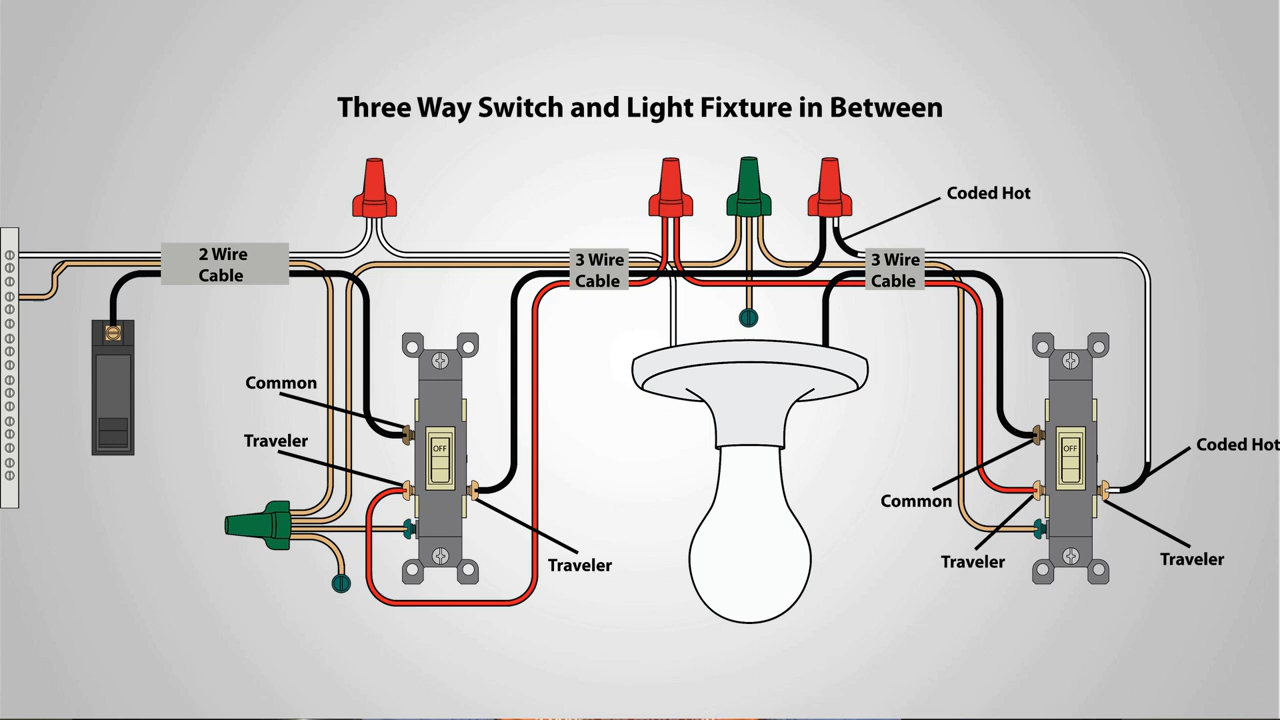 Three Way Switch and Light Fixture in Between
Coded Hot
2 Wire
Cable
3 Wire
Cable
3 Wire
Cable
Common
Traveler
OFF
Traveler
OFF
Coded Hot
Common
Traveler
Traveler